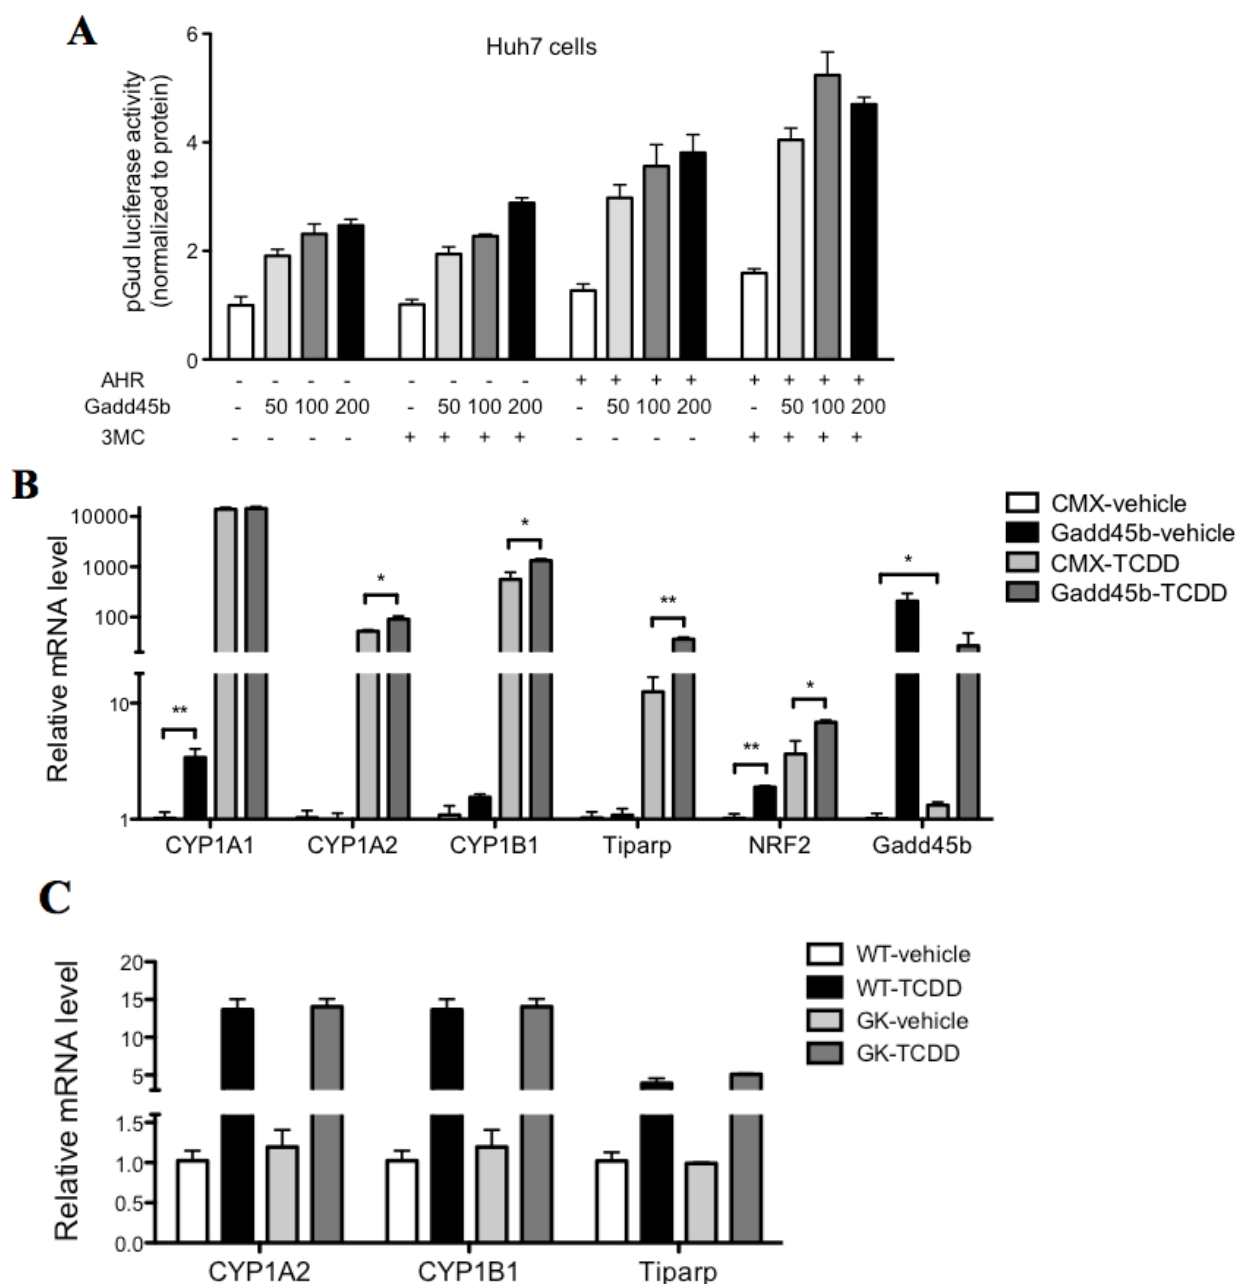 A
Huh7 cells
pGud luciferase activity
(normalized to protein)
6
4
2
0
AHR - - - - - - - - + + + + + + + +
Gadd45b - 50 100 200 - 50 100 200 - 50 100 200 - 50 100 200
3MC - - - - + + + + - - - - + + + +
B
Relative mRNA level
10000
1000
100
10
1
**
*
*
**
**
*
*
CYP1A1 CYP1A2 CYP1B1 Tiparp NRF2 Gadd45b
CMX-vehicle
Gadd45b-vehicle
CMX-TCDD
Gadd45b-TCDD
C
Relative mRNA level
20
15
10
5
1.5
1.0
0.5
0.0
CYP1A2 CYP1B1 Tiparp
WT-vehicle
WT-TCDD
GK-vehicle
GK-TCDD